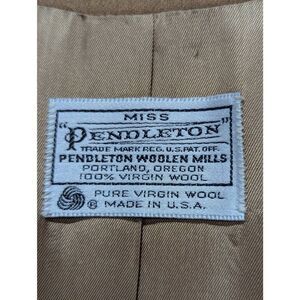 MISS
"PENDLETON"
TRADE MARK REG. U.S. PAT. OFF.
PENDLETON WOOLEN MILLS
PORTLAND, OREGON
100% VIRGIN WOOL
PURE VIRGIN WOOL
® MADE IN U.S.A.